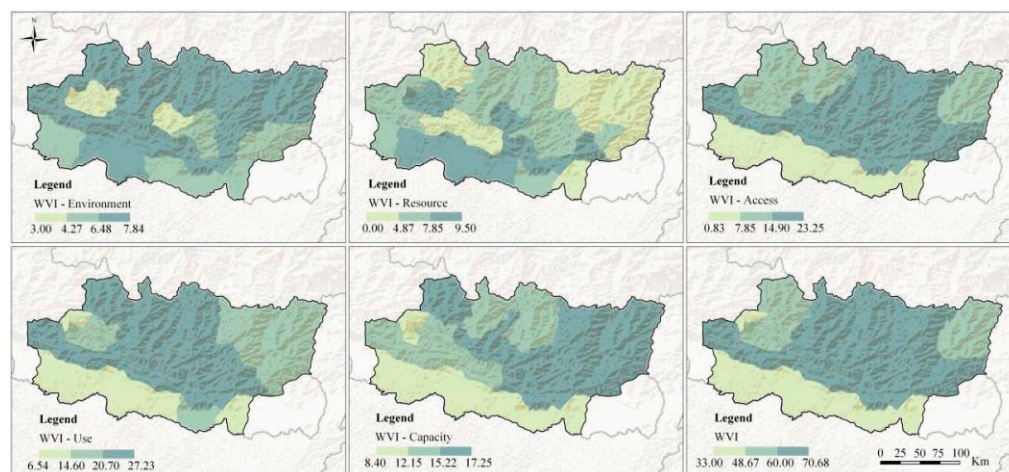 N
Legend
WVI - Environment
3.00 4.27 6.48 7.84
Legend
WVI - Resource
0.00 4.87 7.85 9.50
Legend
WVI - Access
0.83 7.85 14.90 23.25
Legend
WVI - Use
6.54 14.60 20.70 27.23
Legend
WVI - Capacity
8.40 12.15 15.22 17.25
Legend
WVI
33.00 48.67 60.00 70.68
0 25 50 75 100
Km